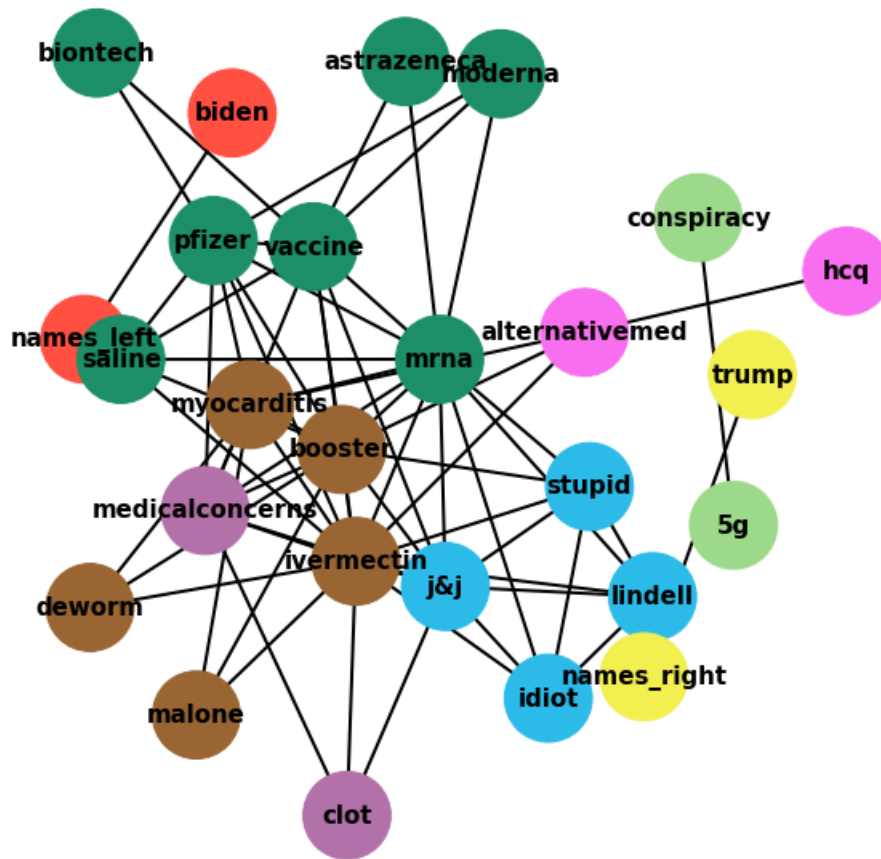 biontech
astrazeneca
moderna
biden
conspiracy
pfizer
vaccine
hcq
names_left
alternativemed
saline
mrna
trump
myocarditis
booster
stupid
medicalconcerns
5g
ivermectin
j&j
lindell
deworm
names_right
idiot
malone
clot